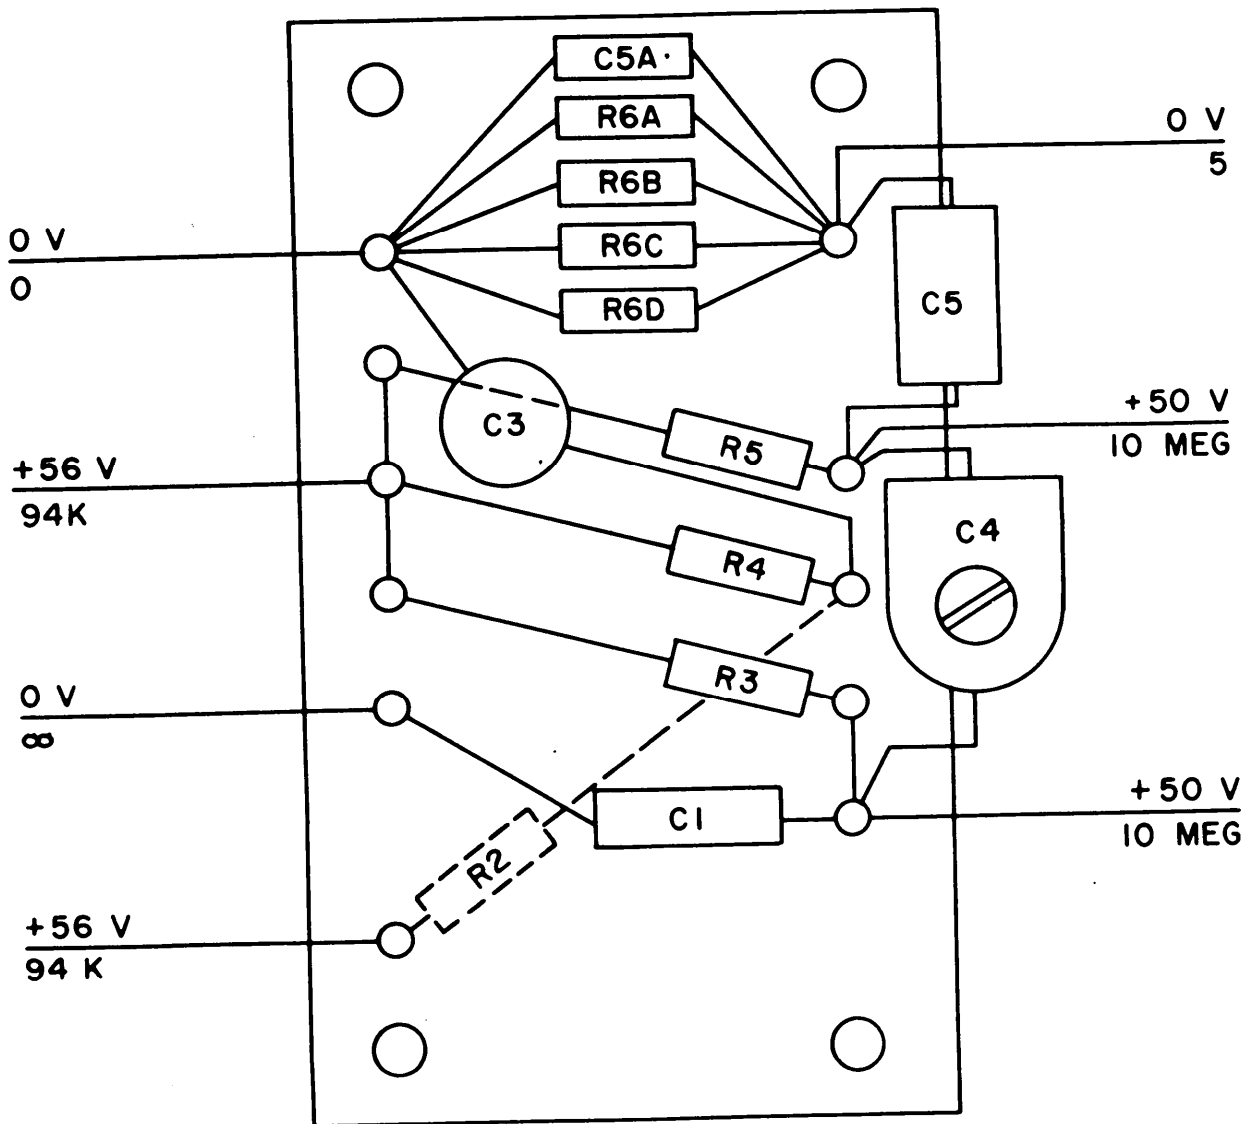 C5A
R6A
R6B
R6C
R6D
0 V
5
0 V
0
C5
C3
R5
+50 V
10 MEG
+56 V
94K
R4
C4
R3
0 V
∞
C1
+50 V
10 MEG
R2
+56 V
94 K